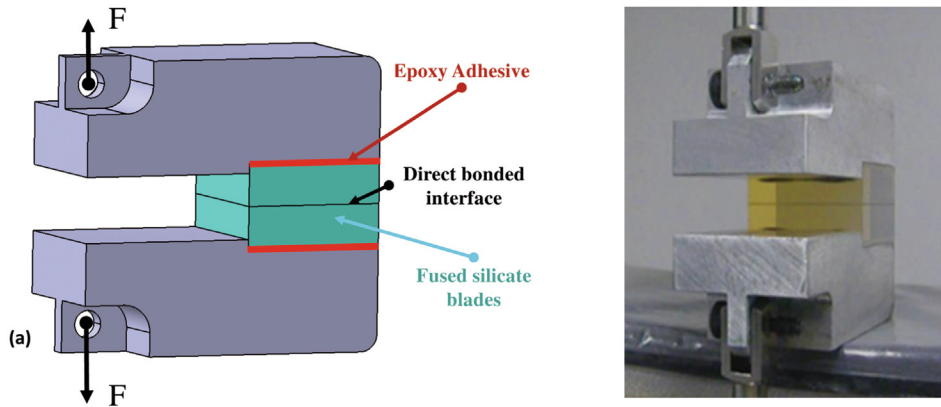 F
Epoxy Adhesive
Direct bonded
interface
Fused silicate
blades
(a)
F